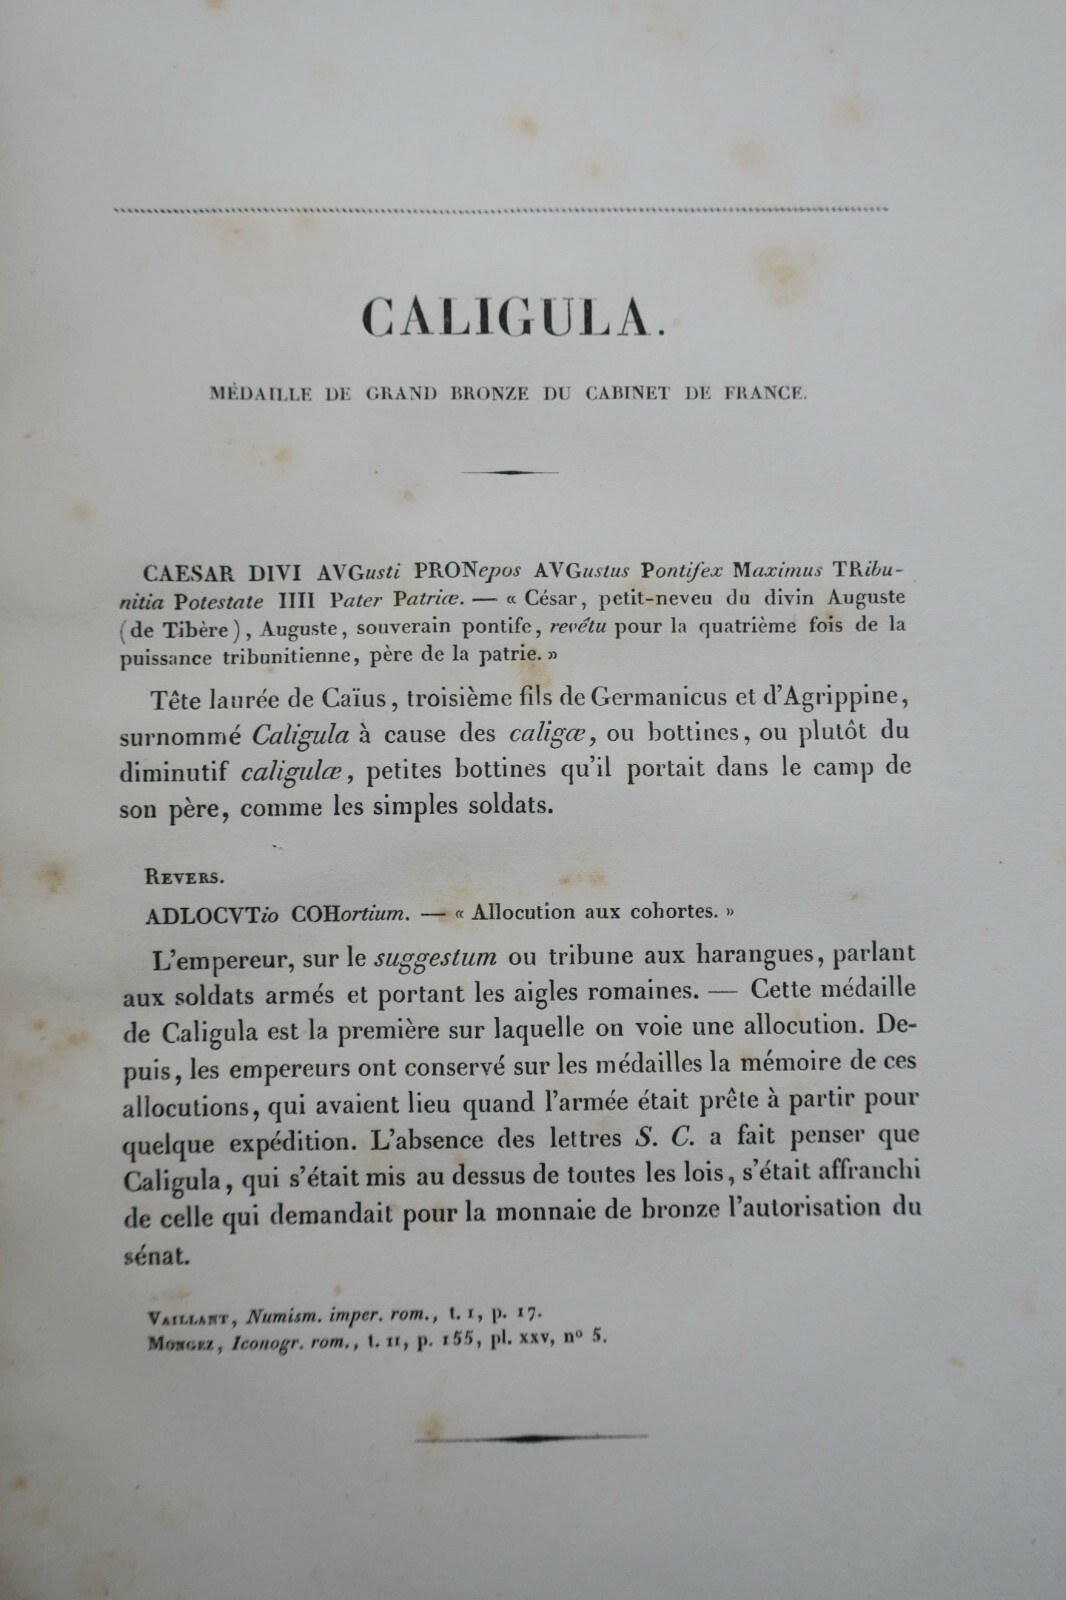 CALIGULA.
MÉDAILLE DE GRAND BRONZE DU CABINET DE FRANCE.
CAESAR DIVI AVGusti PRONepos AVGustus Pontifex Maximus TRibu-
nitia Potestate IIII Pater Patriæ. — « César, petit-neveu du divin Auguste
(de Tibère), Auguste, souverain pontife, revêtu pour la quatrième fois de la
puissance tribunitienne, père de la patrie. »
Tête laurée de Caïus, troisième fils de Germanicus et d'Agrippine,
surnommé Caligula à cause des caligæ, ou bottines, ou plutôt du
diminutif caligulæ, petites bottines qu'il portait dans le camp de
son père, comme les simples soldats.
REVERS.
ADLOCVTio COHortium. — « Allocution aux cohortes. »
L'empereur, sur le suggestum ou tribune aux harangues, parlant
aux soldats armés et portant les aigles romaines. — Cette médaille
de Caligula est la première sur laquelle on voie une allocution. De-
puis, les empereurs ont conservé sur les médailles la mémoire de ces
allocutions, qui avaient lieu quand l'armée était prête à partir pour
quelque expédition. L'absence des lettres S. C. a fait penser que
Caligula, qui s'était mis au dessus de toutes les lois, s'était affranchi
de celle qui demandait pour la monnaie de bronze l'autorisation du
sénat.
VAILLANT, Numism. imper. rom., t. I, p. 17.
MONGEZ, Iconogr. rom., t. II, p. 155, pl. XXV, nº 5.